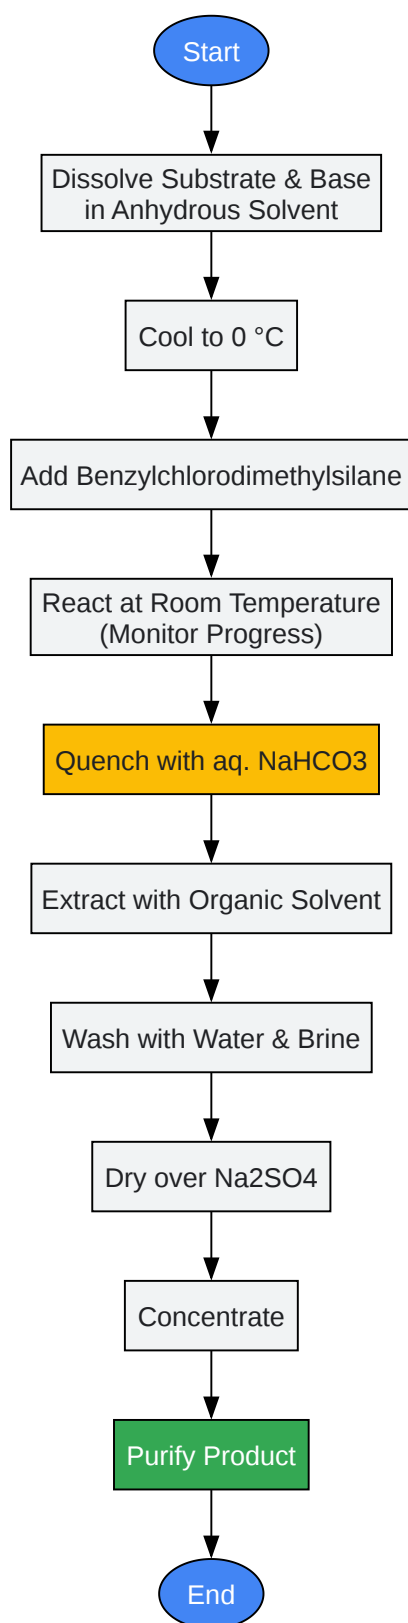 Start
Dissolve Substrate & Base
in Anhydrous Solvent
Cool to 0 °C
Add Benzylchlorodimethylsilane
React at Room Temperature
(Monitor Progress)
Quench with aq. NaHCO3
Extract with Organic Solvent
Wash with Water & Brine
Dry over Na2SO4
Concentrate
Purify Product
End